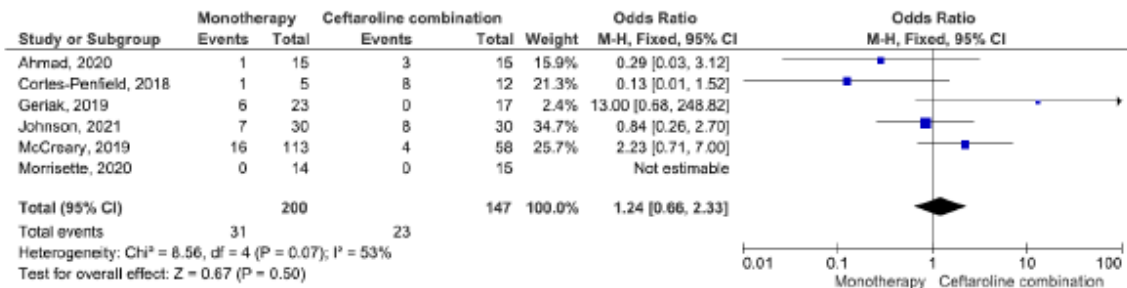 Monotherapy Ceftaroline combination Odds Ratio Odds Ratio
Study or Subgroup Events Total Events Total Weight M-H, Fixed, 95% CI M-H, Fixed, 95% CI
Ahmad, 2020 1 15 3 15 15.9% 0.29 [0.03, 3.12]
Cortes-Penfield, 2018 1 5 8 12 21.3% 0.13 [0.01, 1.52]
Geriak, 2019 6 23 0 17 2.4% 13.00 [0.68, 248.82]
Johnson, 2021 7 30 8 30 34.7% 0.84 [0.26, 2.70]
McCreary, 2019 16 113 4 58 25.7% 2.23 [0.71, 7.00]
Morrisette, 2020 0 14 0 15 Not estimable
Total (95% CI) 200 147 100.0% 1.24 [0.66, 2.33]
Total events 31 23
Heterogeneity: Chi² = 8.56, df = 4 (P = 0.07); I² = 53%
Test for overall effect: Z = 0.67 (P = 0.50)
0.01 0.1 1 10 100
Monotherapy Ceftaroline combination